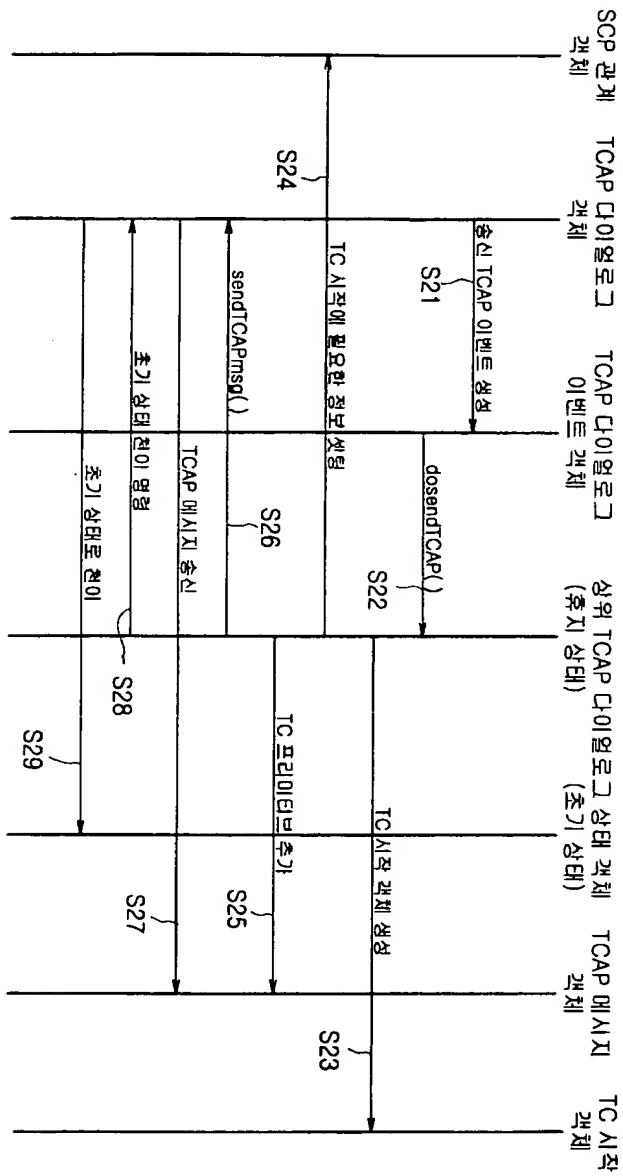 SCP 관계
객체
TCAP 다이얼로그
객체
TCAP 다이얼로그
이벤트 객체
상위 TCAP 다이얼로그 상태 객체
(휴지 상태)
(초기 상태)
TCAP 메시지
객체
TC 시작
객체
송신 TCAP 이벤트 생성
S21
dosendTCAP()
S22
TC 시작 객체 생성
S23
TC 시작에 필요한 정보 셋팅
S24
TC 프리미티브 추가
S25
sendTCAPmsg()
S26
TCAP 메시지 송신
S27
초기 상태 천이 명령
S28
초기 상태로 천이
S29